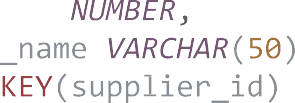 NUMBER,
_name VARCHAR(50)
KEY(supplier_id)